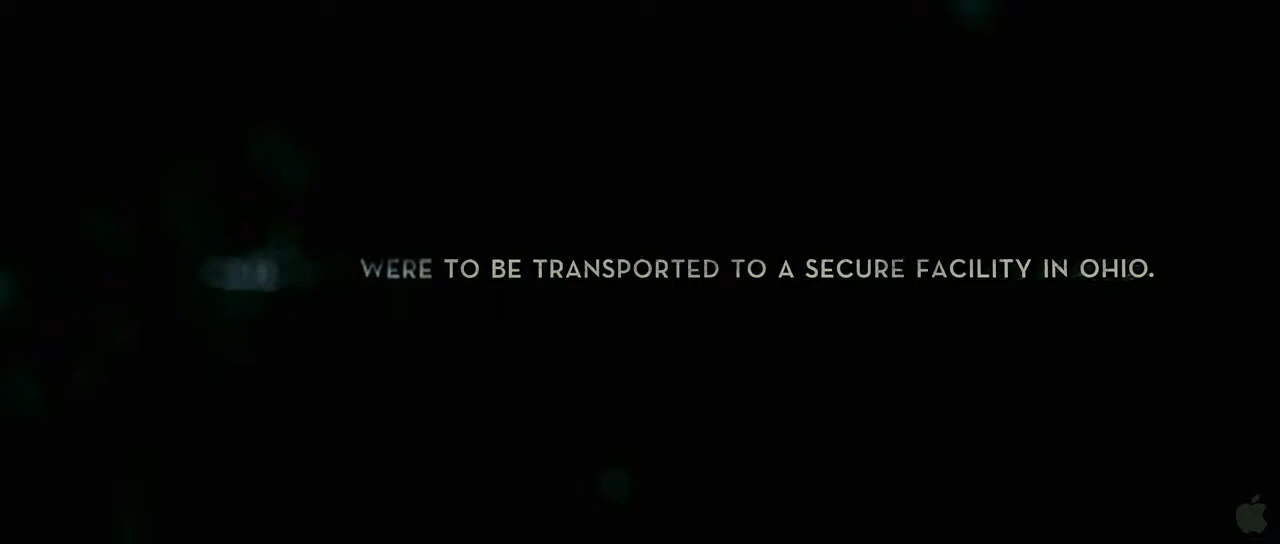 WERE TO BE TRANSPORTED TO A SECURE FACILITY IN OHIO.